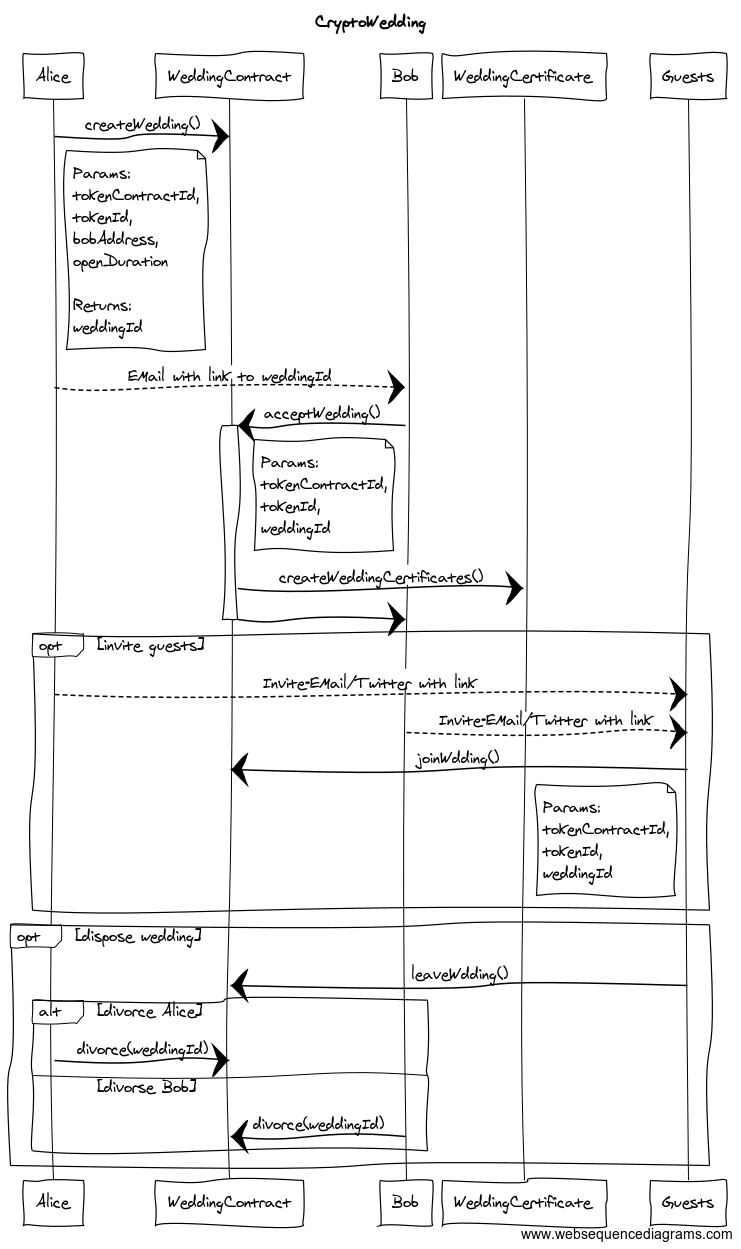 CryptoWedding
Alice
WeddingContract
Bob
WeddingCertificate
Guests
createWedding()
Params:
tokenContractId,
tokenId,
bobAddress,
openDuration
Returns:
weddingId
EMail with link to weddingId
acceptWedding()
Params:
tokenContractId,
tokenId,
weddingId
createWeddingCertificates()
opt [invite guests]
Invite-EMail/Twitter with link
Invite-EMail/Twitter with link
joinWdding()
Params:
tokenContractId,
tokenId,
weddingId
opt [dispose wedding]
leaveWdding()
alt [divorce Alice]
divorce(weddingId)
[divorse Bob]
divorce(weddingId)
Alice
WeddingContract
Bob
WeddingCertificate
Guests
www.websequencediagrams.com